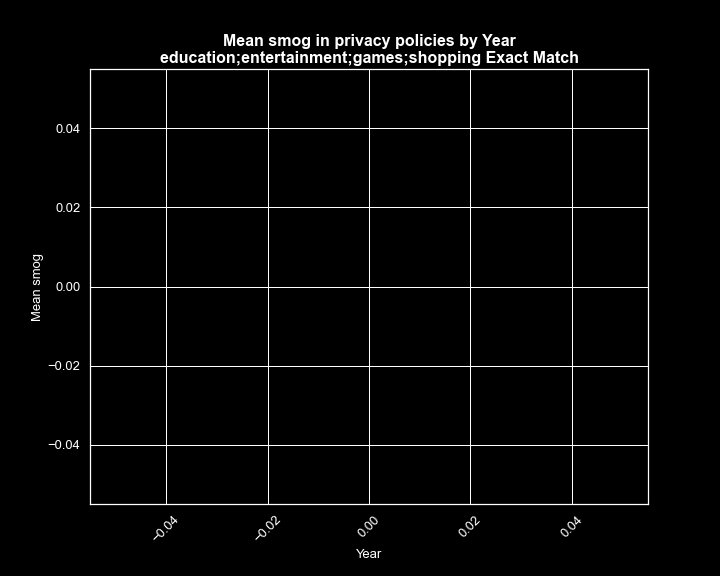 Mean smog in privacy policies by Year
education;entertainment;games;shopping Exact Match
0.04
0.02
0.00
−0.02
−0.04
Mean smog
−0.04
−0.02
0.00
0.02
0.04
Year